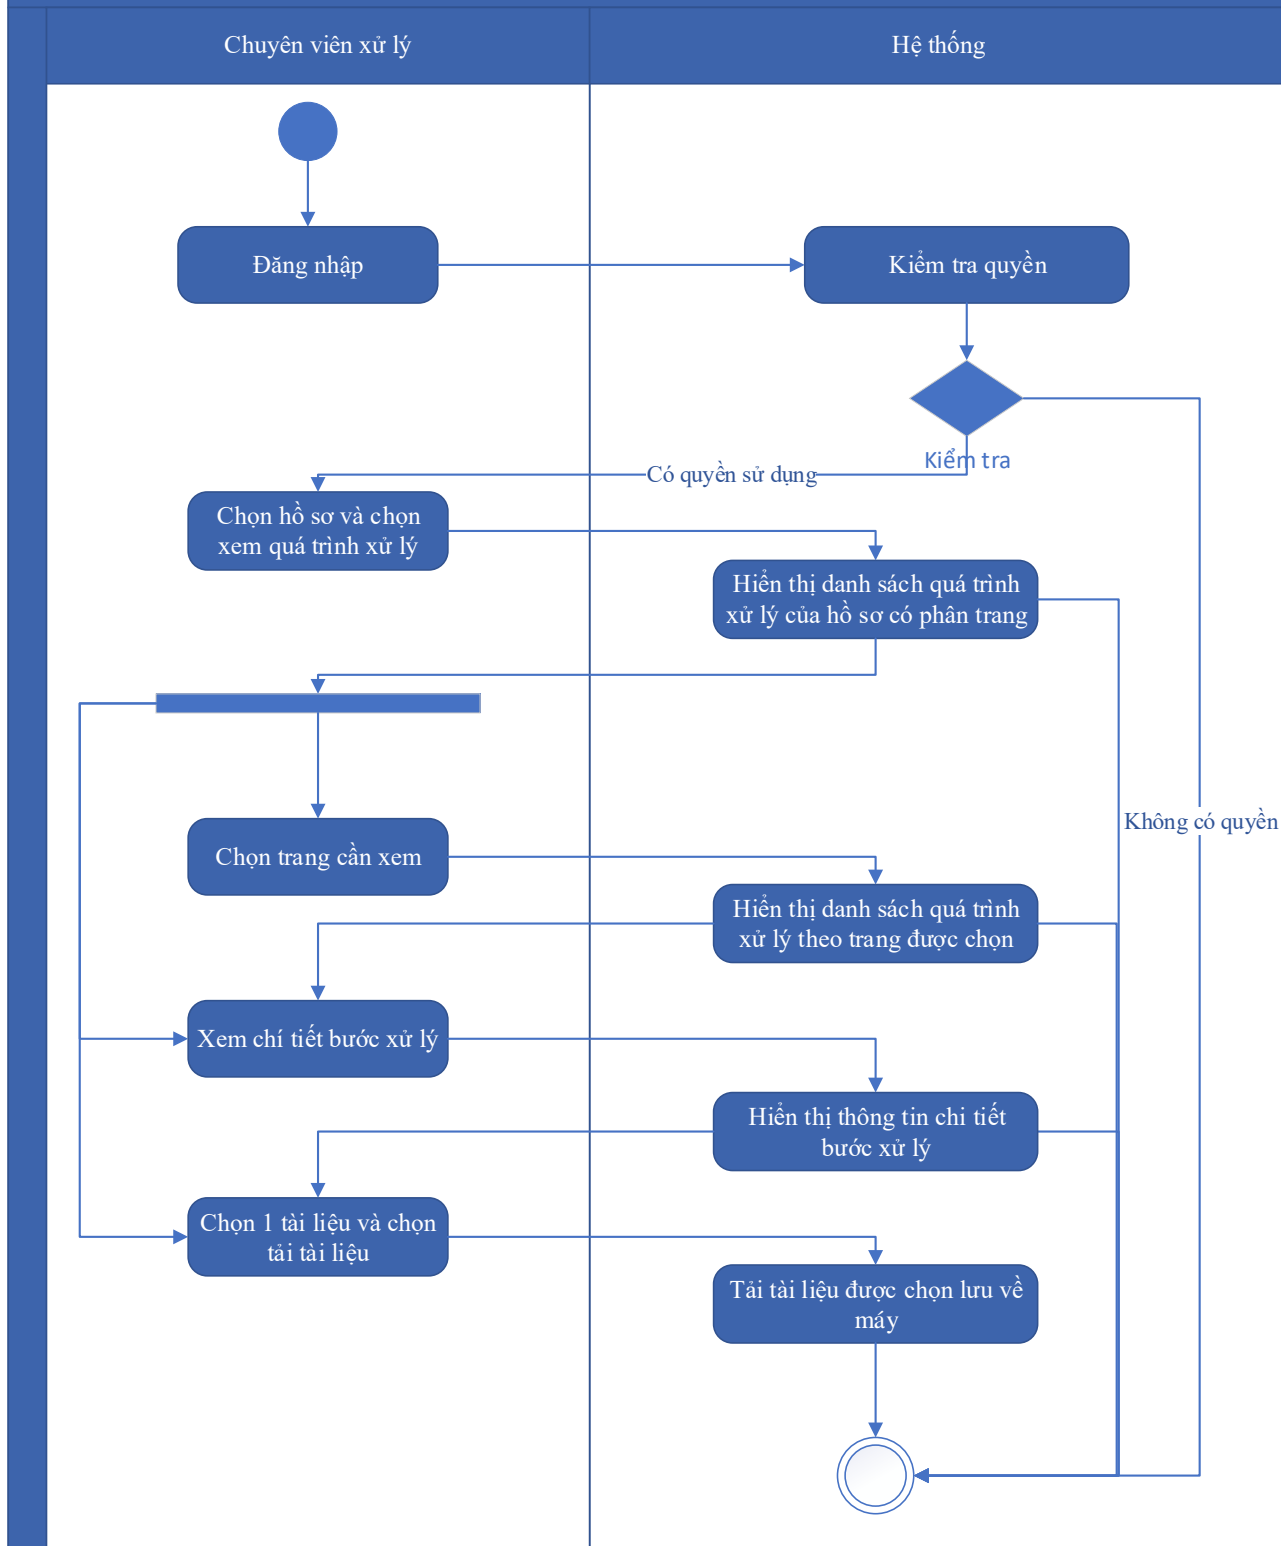 Chuyên viên xử lý
Hệ thống
Đăng nhập
Kiểm tra quyền
Kiểm tra
Có quyền sử dụng
Chọn hồ sơ và chọn
xem quá trình xử lý
Hiển thị danh sách quá trình
xử lý của hồ sơ có phân trang
Không có quyền
Chọn trang cần xem
Hiển thị danh sách quá trình
xử lý theo trang được chọn
Xem chí tiết bước xử lý
Hiển thị thông tin chi tiết
bước xử lý
Chọn 1 tài liệu và chọn
tải tài liệu
Tải tài liệu được chọn lưu về
máy